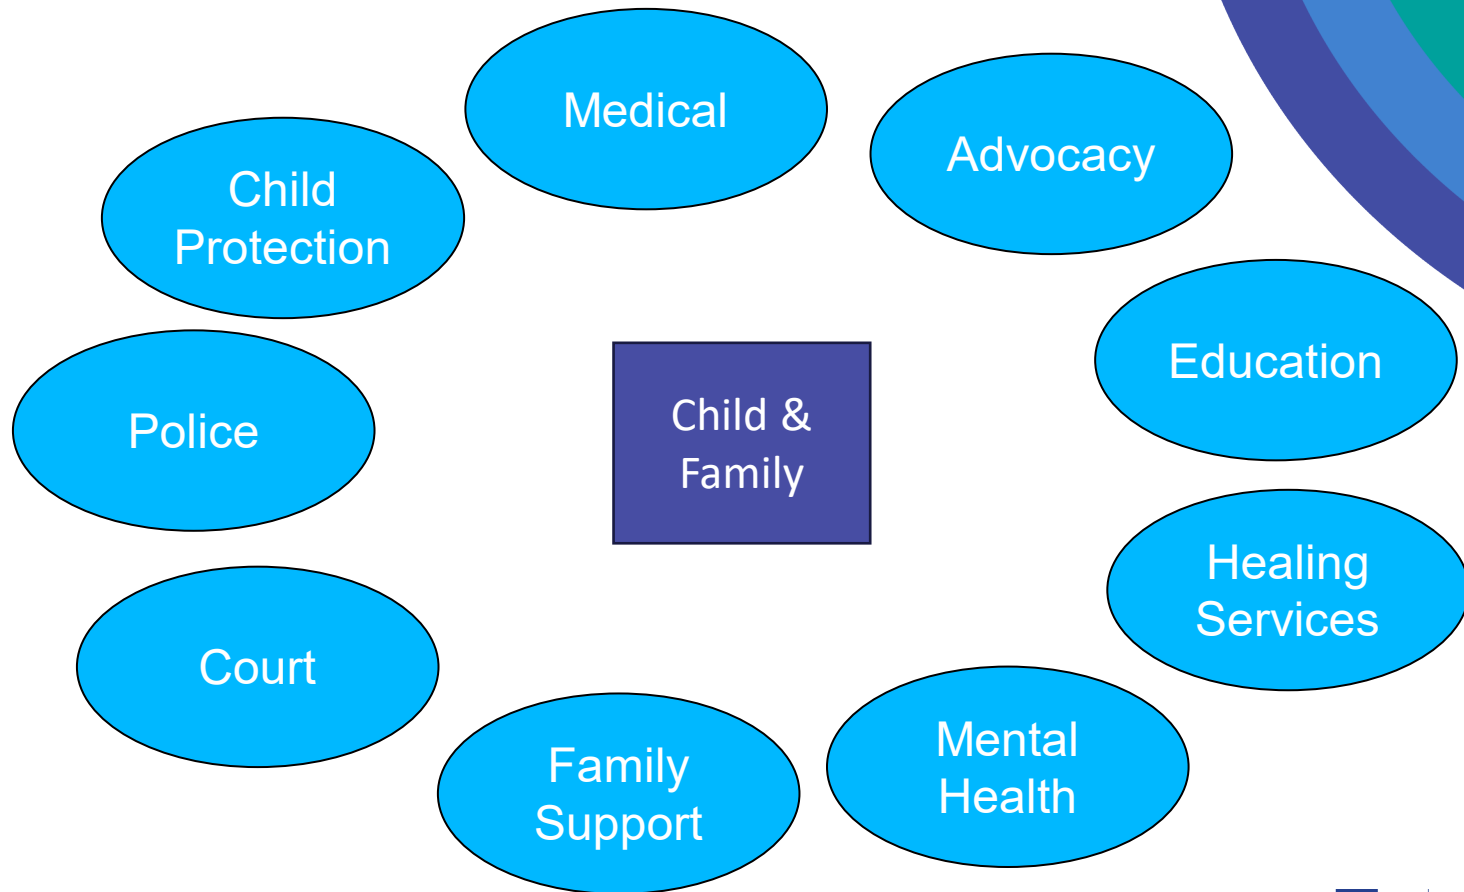 Medical
Advocacy
Child
Protection
Education
Police
Child &
Family
Healing
Services
Court
Mental
Health
Family
Support